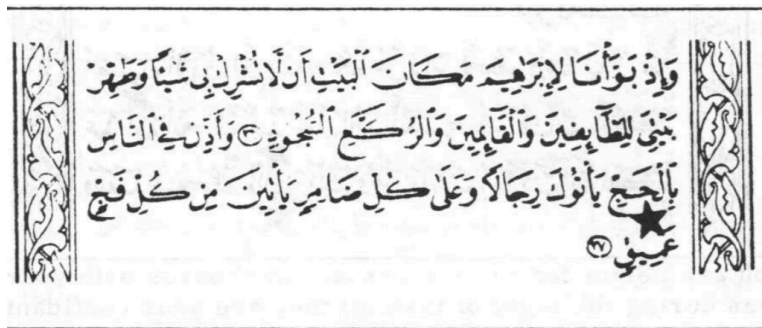 وَإِذْ بَوَّأْنَا لِإِبْرَٰهِيمَ مَكَانَ ٱلْبَيْتِ أَن لَّا تُشْرِكْ بِى شَيْـًٔا وَطَهِّرْ
بَيْتِىَ لِلطَّآئِفِينَ وَٱلْقَآئِمِينَ وَٱلرُّكَّعِ ٱلسُّجُودِ ۝ وَأَذِّن فِى ٱلنَّاسِ
بِٱلْحَجِّ يَأْتُوكَ رِجَالًا وَعَلَىٰ كُلِّ ضَامِرٍ يَأْتِينَ مِن كُلِّ فَجٍّ
عَمِيقٍ ٢٧